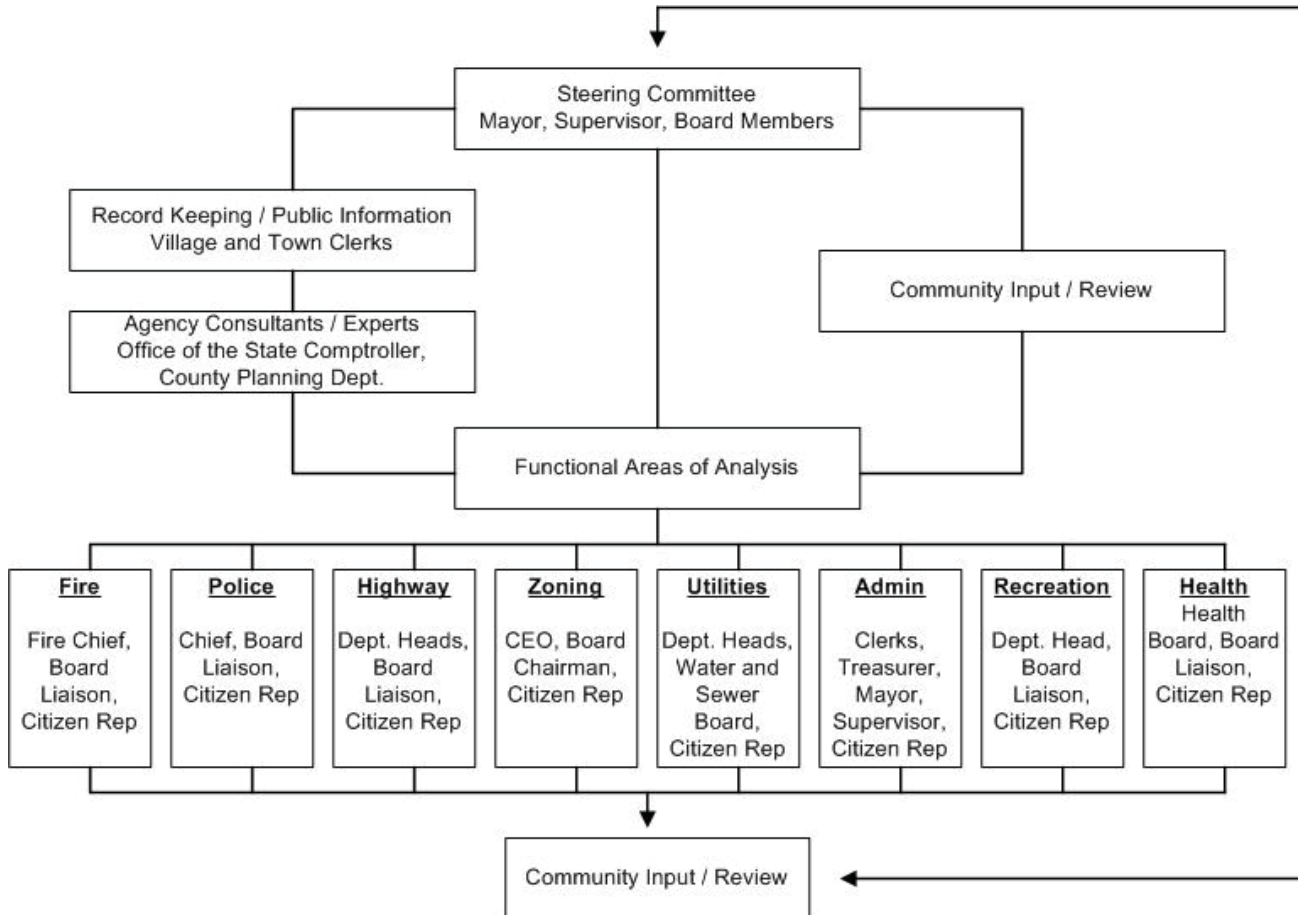 Steering Committee
Mayor, Supervisor, Board Members
Record Keeping / Public Information
Village and Town Clerks
Community Input / Review
Agency Consultants / Experts
Office of the State Comptroller,
County Planning Dept.
Functional Areas of Analysis
Fire
Fire Chief,
Board
Liaison,
Citizen Rep
Police
Chief, Board
Liaison,
Citizen Rep
Highway
Dept. Heads,
Board
Liaison,
Citizen Rep
Zoning
CEO, Board
Chairman,
Citizen Rep
Utilities
Dept. Heads,
Water and
Sewer
Board,
Citizen Rep
Admin
Clerks,
Treasurer,
Mayor,
Supervisor,
Citizen Rep
Recreation
Dept. Head,
Board
Liaison,
Citizen Rep
Health
Health
Board, Board
Liaison,
Citizen Rep
Community Input / Review